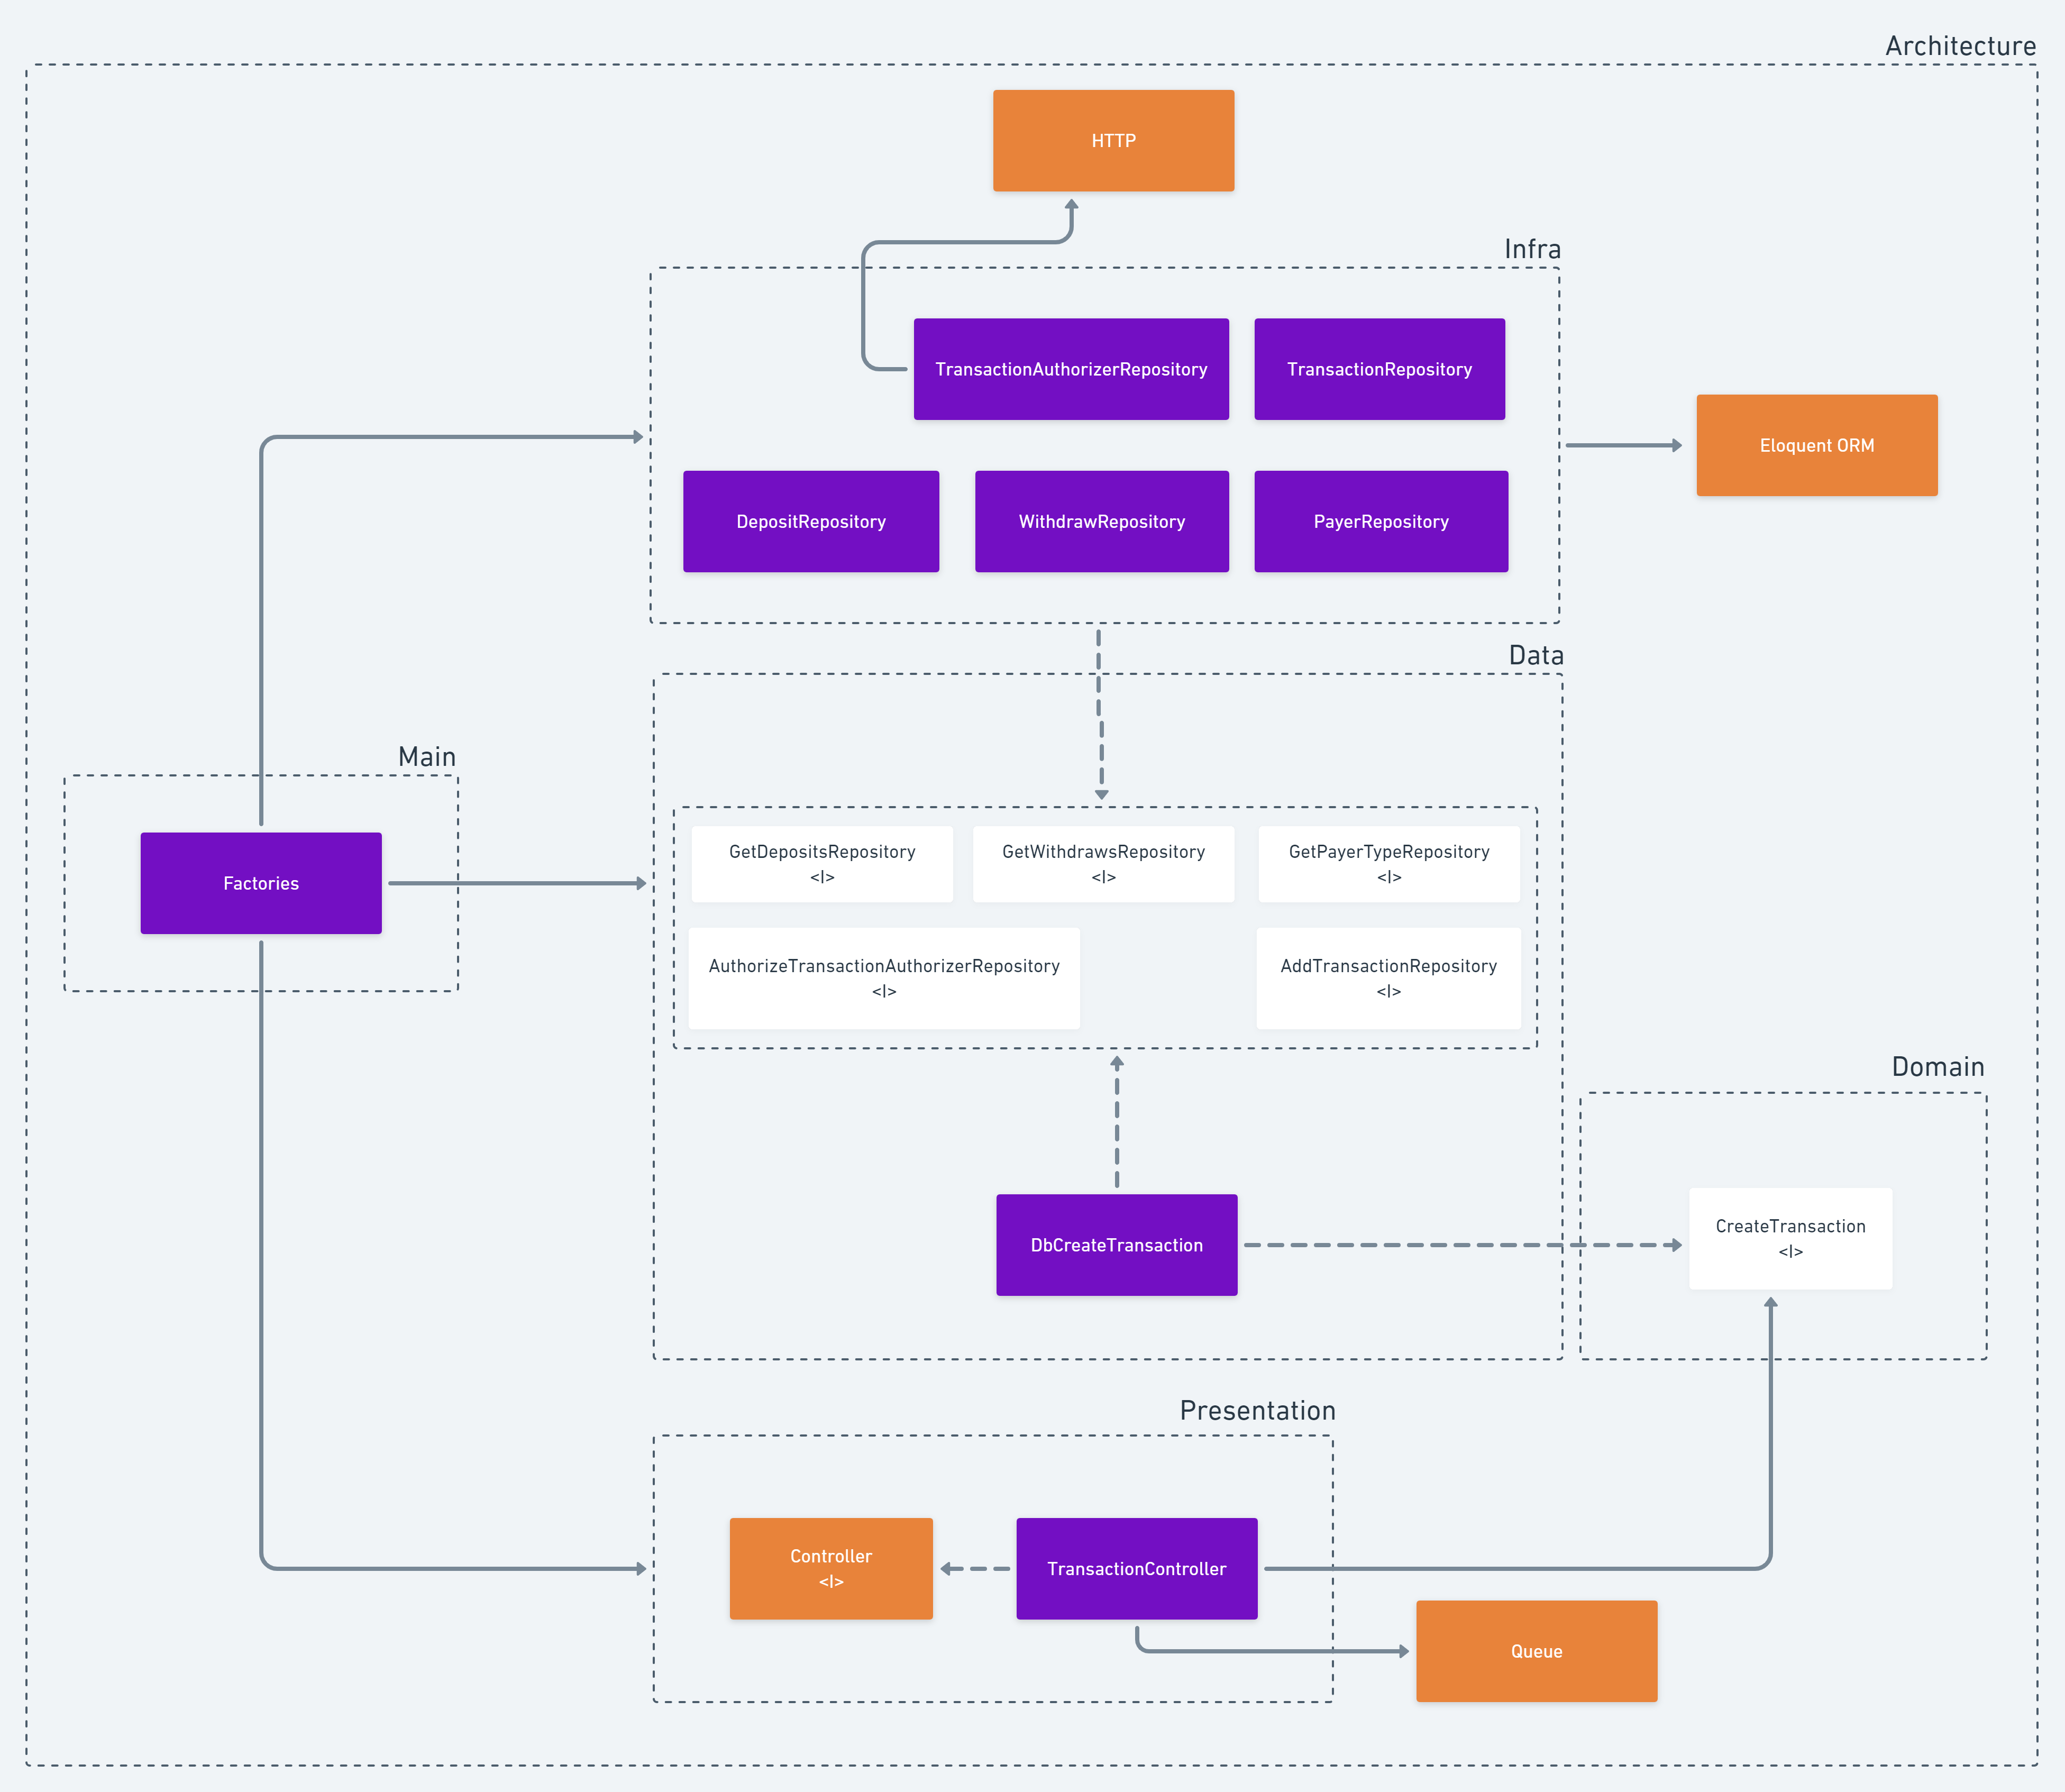 Architecture
HTTP
Infra
TransactionAuthorizerRepository
TransactionRepository
Eloquent ORM
DepositRepository
WithdrawRepository
PayerRepository
Data
Main
Factories
GetDepositsRepository
<I>
GetWithdrawsRepository
<I>
GetPayerTypeRepository
<I>
AuthorizeTransactionAuthorizerRepository
<I>
AddTransactionRepository
<I>
Domain
DbCreateTransaction
CreateTransaction
<I>
Presentation
Controller
<I>
TransactionController
Queue